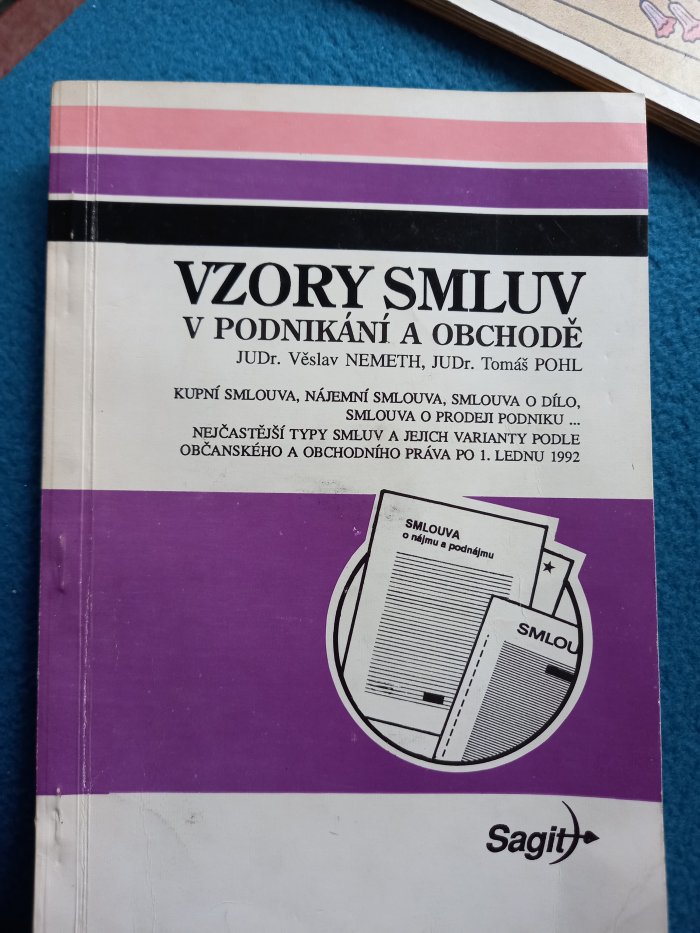 VZORY SMLUV
V PODNIKÁNÍ A OBCHODĚ
JUDr. Věslav NEMETH, JUDr. Tomáš POHL
KUPNÍ SMLOUVA, NÁJEMNÍ SMLOUVA, SMLOUVA O DÍLO,
SMLOUVA O PRODEJI PODNIKU ...
NEJČASTĚJŠÍ TYPY SMLUV A JEJICH VARIANTY PODLE
OBČANSKÉHO A OBCHODNÍHO PRÁVA PO 1. LEDNU 1992
SMLOUVA
o nájmu a podnájmu
SMLOU
Sagit